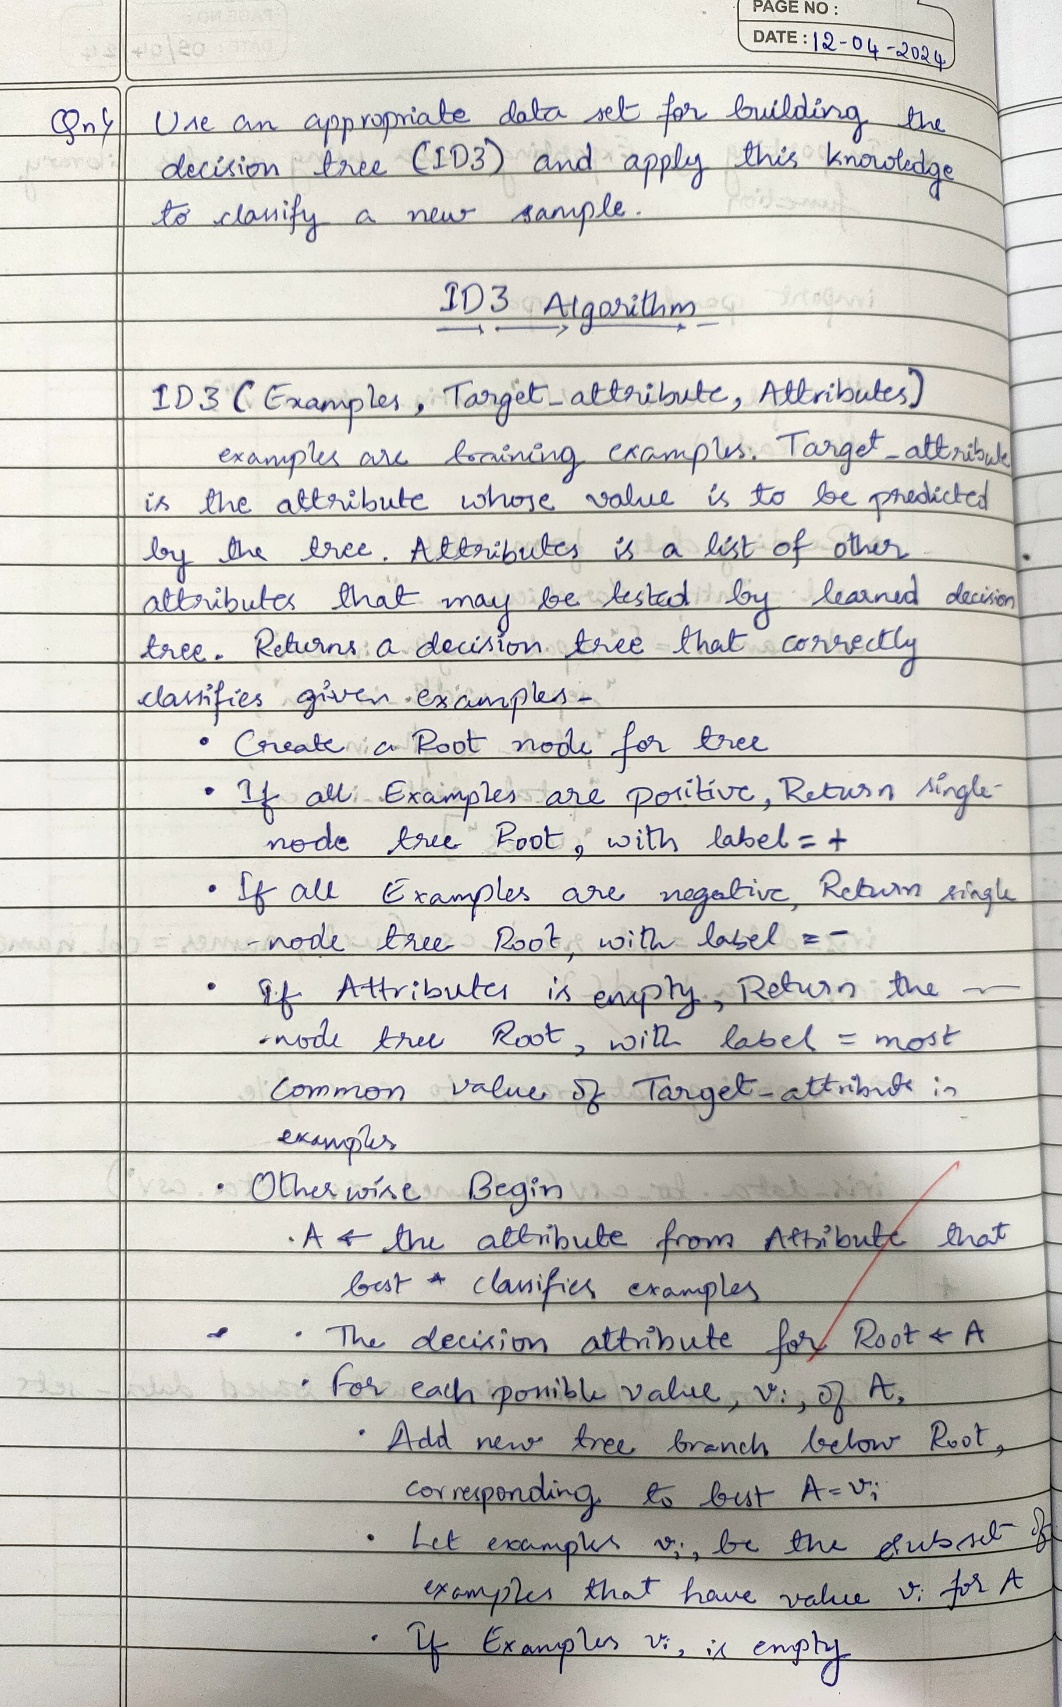 PAGE NO :
DATE : 12-04-2024
Qn4 Use an appropriate data set for building the
decision tree (ID3) and apply this knowledge
to classify a new sample.
ID3 Algorithm
ID3 ( Examples, Target_attribute, Attributes)
examples are training examples. Target_attribute
is the attribute whose value is to be predicted
by the tree. Attributes is a list of other
attributes that may be tested by learned decision
tree. Returns a decision tree that correctly
classifies given examples-
• Create a Root node for tree
• If all Examples are positive, Return single-
node tree Root, with label = +
• If all Examples are negative, Return single
-node tree Root, with label = -
• If Attributes is empty, Return the —
-node tree Root, with label = most
common value of Target-attribute in
examples
• Otherwise Begin
• A ← the attribute from Attribute that
best * classifies examples
• The decision attribute for Root ← A
• For each possible value, vi, of A,
• Add new tree branch below Root,
corresponding to best A=vi
• Let examples vi, be the subset of
examples that have value vi for A
• If Examples vi, is empty